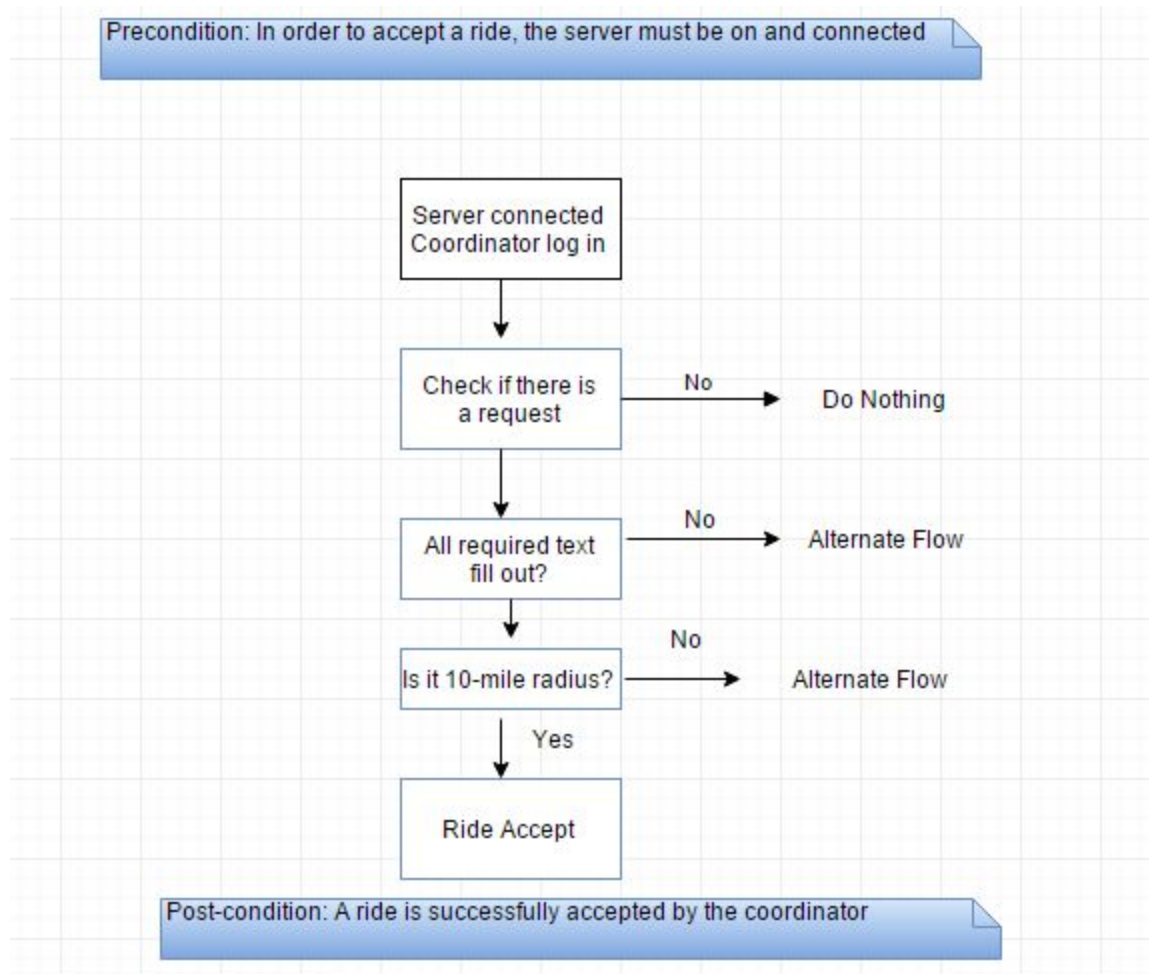 Precondition: In order to accept a ride, the server must be on and connected
Server connected
Coordinator log in
Check if there is
a request
No
Do Nothing
All required text
fill out?
No
Alternate Flow
Is it 10-mile radius?
No
Alternate Flow
Yes
Ride Accept
Post-condition: A ride is successfully accepted by the coordinator